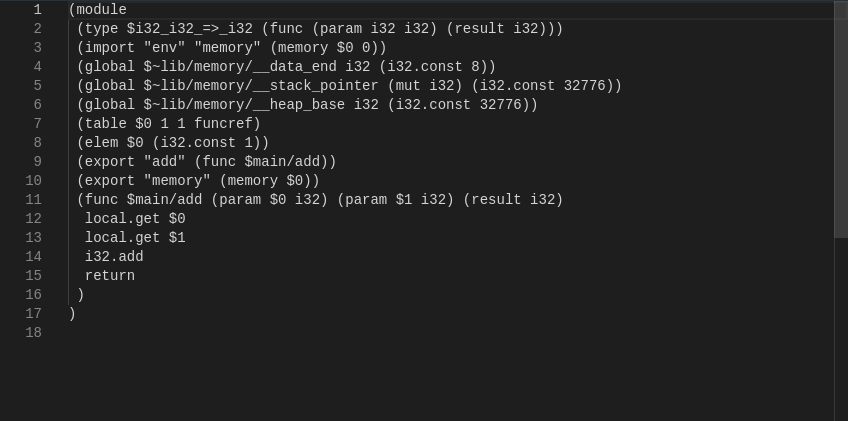 1 (module
2 (type $i32_i32_=>_i32 (func (param i32 i32) (result i32)))
3 (import "env" "memory" (memory $0 0))
4 (global $~lib/memory/__data_end i32 (i32.const 8))
5 (global $~lib/memory/__stack_pointer (mut i32) (i32.const 32776))
6 (global $~lib/memory/__heap_base i32 (i32.const 32776))
7 (table $0 1 1 funcref)
8 (elem $0 (i32.const 1))
9 (export "add" (func $main/add))
10 (export "memory" (memory $0))
11 (func $main/add (param $0 i32) (param $1 i32) (result i32)
12 local.get $0
13 local.get $1
14 i32.add
15 return
16 )
17 )
18